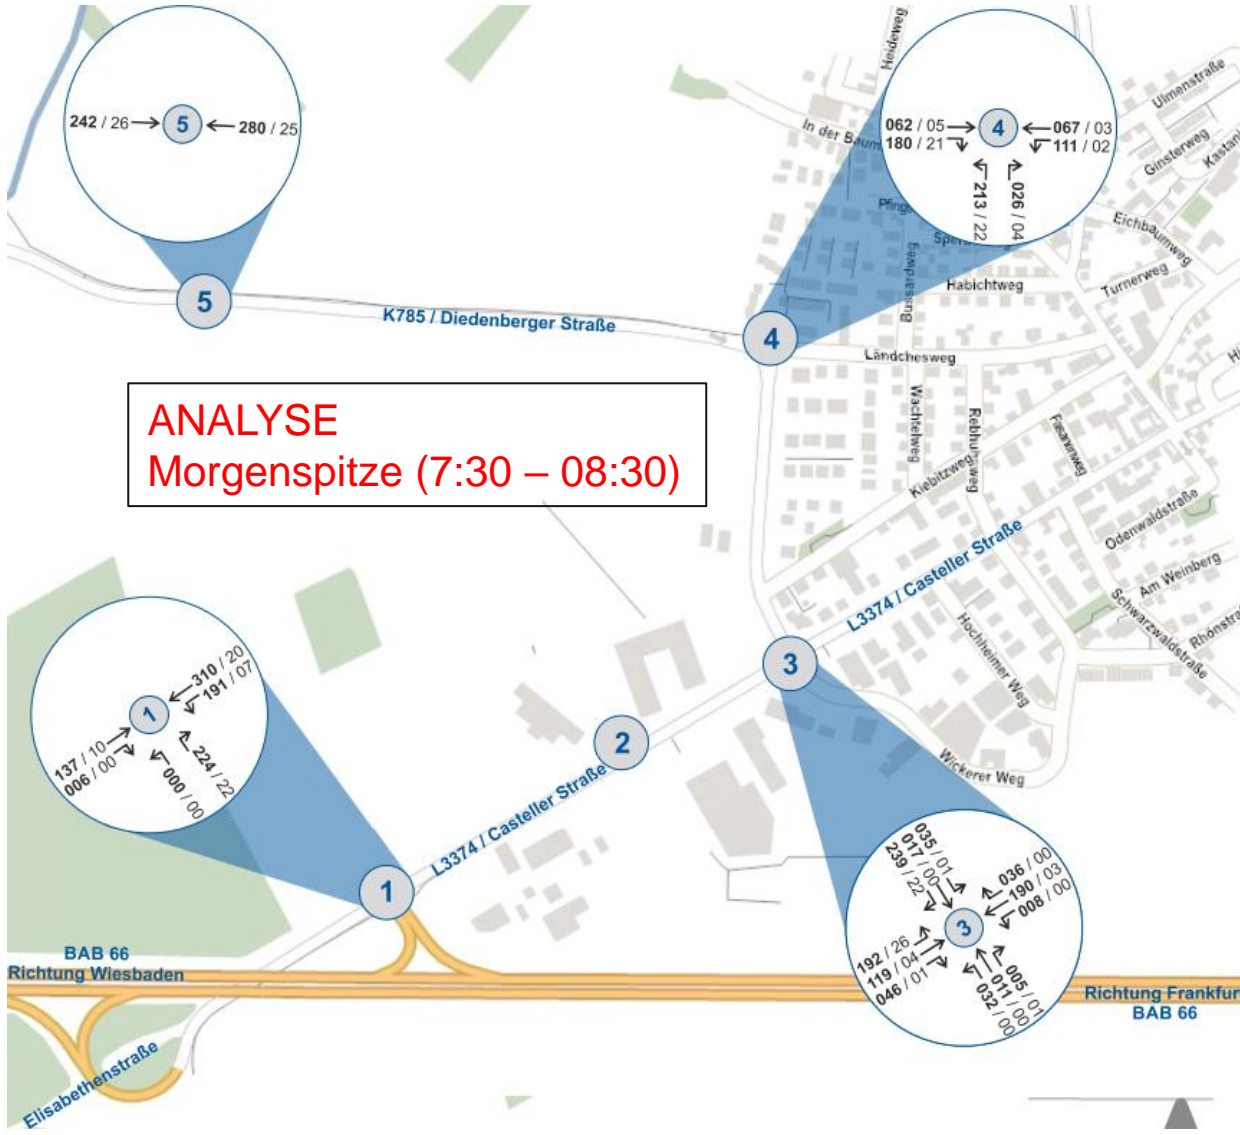 Heideweg
Ulmenstraße
Ginsterweg
In der Baum
242 / 26
5
280 / 25
062 / 05
180 / 21
4
067 / 03
111 / 02
213 / 22
026 / 04
Eichbaumweg
Turnerweg
Habichtweg
Bussardweg
5
K785 / Diedenberger Straße
4
Ländchesweg
Wachtelweg
Rebhuhnweg
Fasanenweg
Kiebitzweg
ANALYSE
Morgenspitze (7:30 – 08:30)
Odenwaldstraße
Am Weinberg
Schwarzwaldstraße
L3374 / Casteller Straße
Hochheimer Weg
3
2
Wickerer Weg
310 / 20
191 / 07
1
137 / 10
006 / 00
000 / 00
224 / 22
L3374 / Casteller Straße
1
035 / 01
017 / 00
239 / 22
036 / 00
190 / 03
008 / 00
3
192 / 26
119 / 04
046 / 01
005 / 01
011 / 00
032 / 00
BAB 66
Richtung Wiesbaden
Richtung Frankfur
BAB 66
Elisabethenstraße